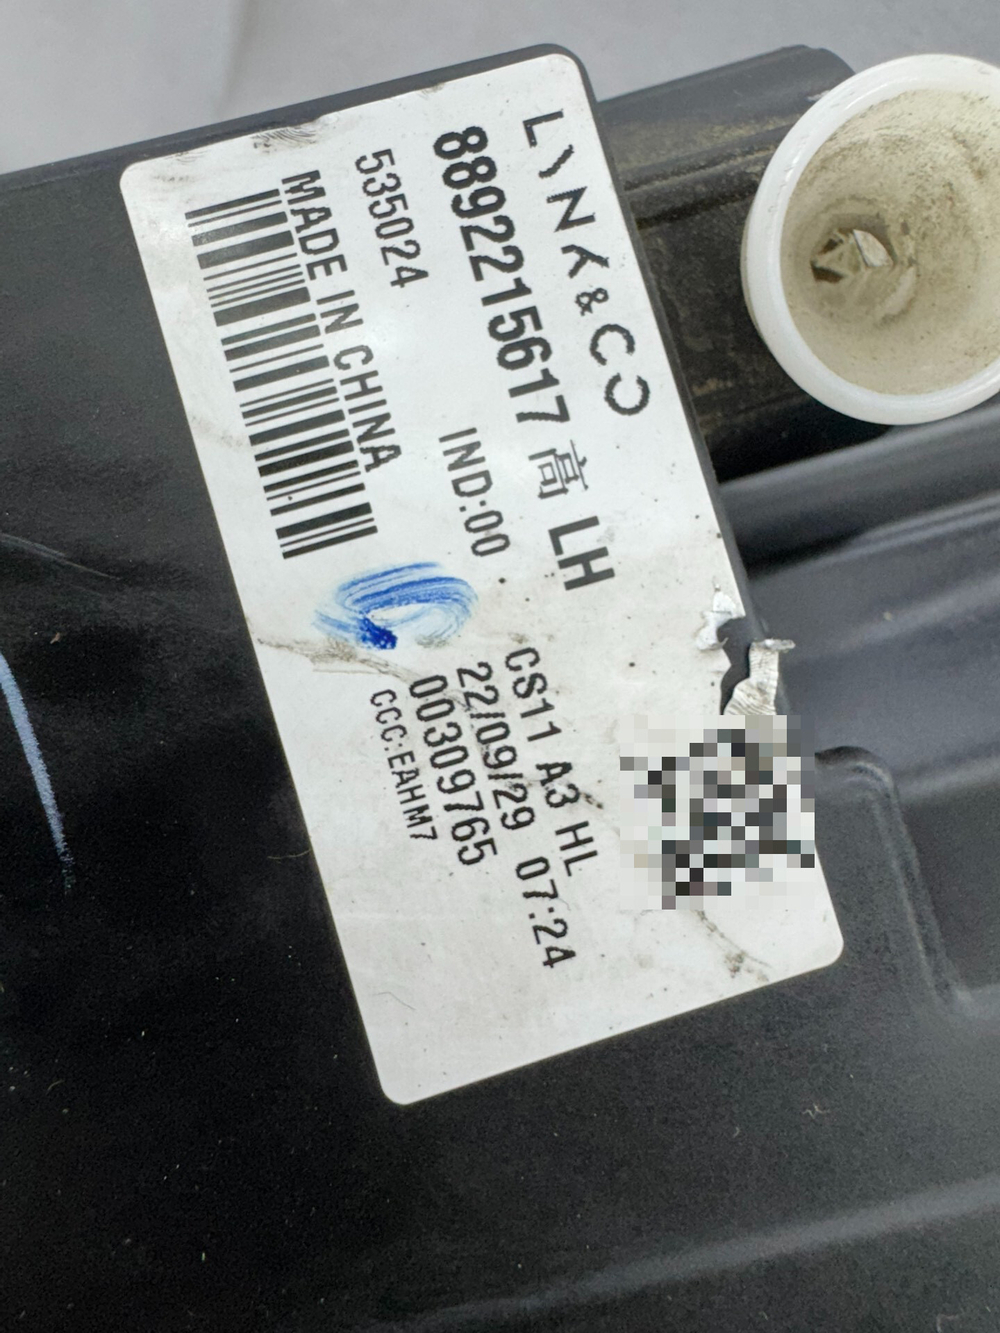 LYNK&CO
8892215617 高 LH
535024 IND:00
MADE IN CHINA
CS11 A3 HL
22/09/29 07:24
00309765
CCC:EAHM7